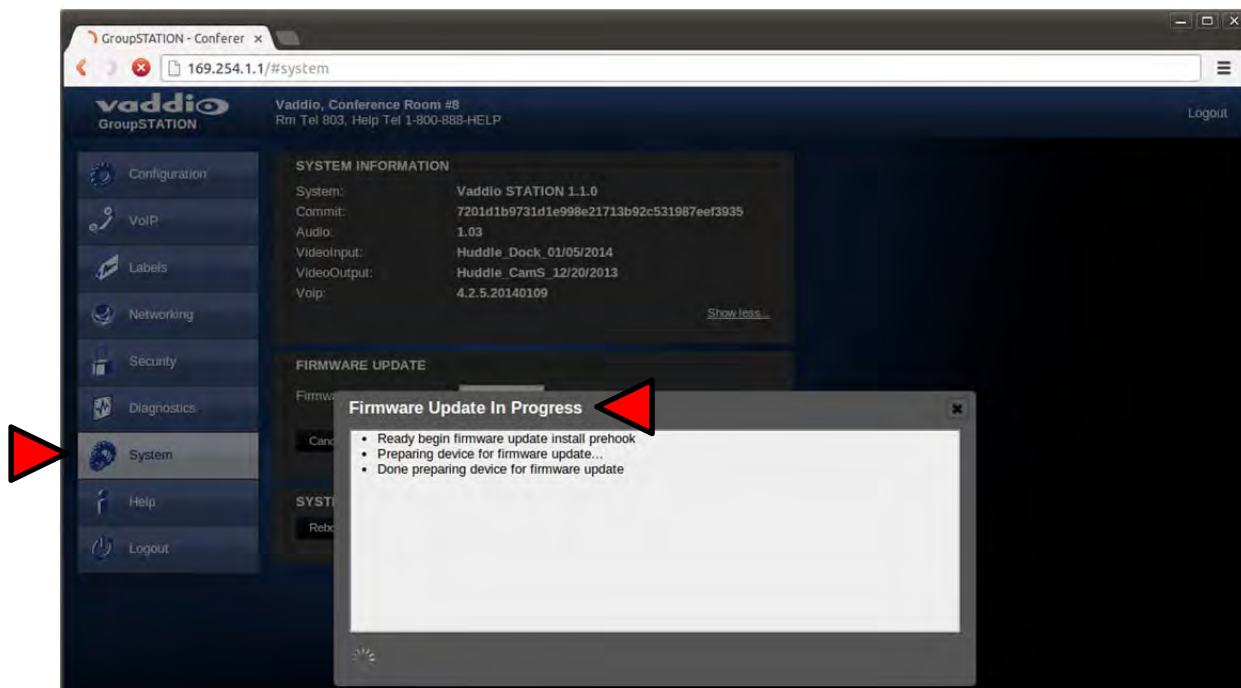 GroupSTATION - Conferer ×
169.254.1.1/#system
vaddio
GroupSTATION
Vaddio, Conference Room #8
Rm Tel 803, Help Tel 1-800-888-HELP
Logout
Configuration
VoIP
Labels
Networking
Security
Diagnostics
System
Help
Logout
SYSTEM INFORMATION
System: Vaddio STATION 1.1.0
Commit: 7201d1b9731d1e998e21713b92c531987eef3935
Audio: 1.03
VideoInput: Huddle_Dock_01/05/2014
VideoOutput: Huddle_CamS_12/20/2013
Voip: 4.2.5.20140109
Show less...
FIRMWARE UPDATE
Firmwa
Canc
SYST
Rebo
Firmware Update In Progress
• Ready begin firmware update install prehook
• Preparing device for firmware update...
• Done preparing device for firmware update